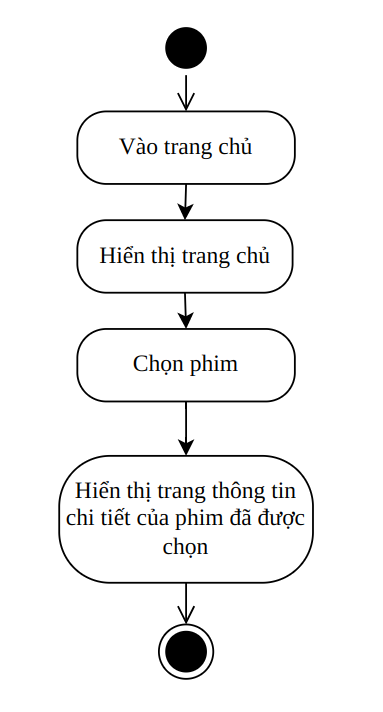 Vào trang chủ
Hiển thị trang chủ
Chọn phim
Hiển thị trang thông tin
chi tiết của phim đã được
chọn